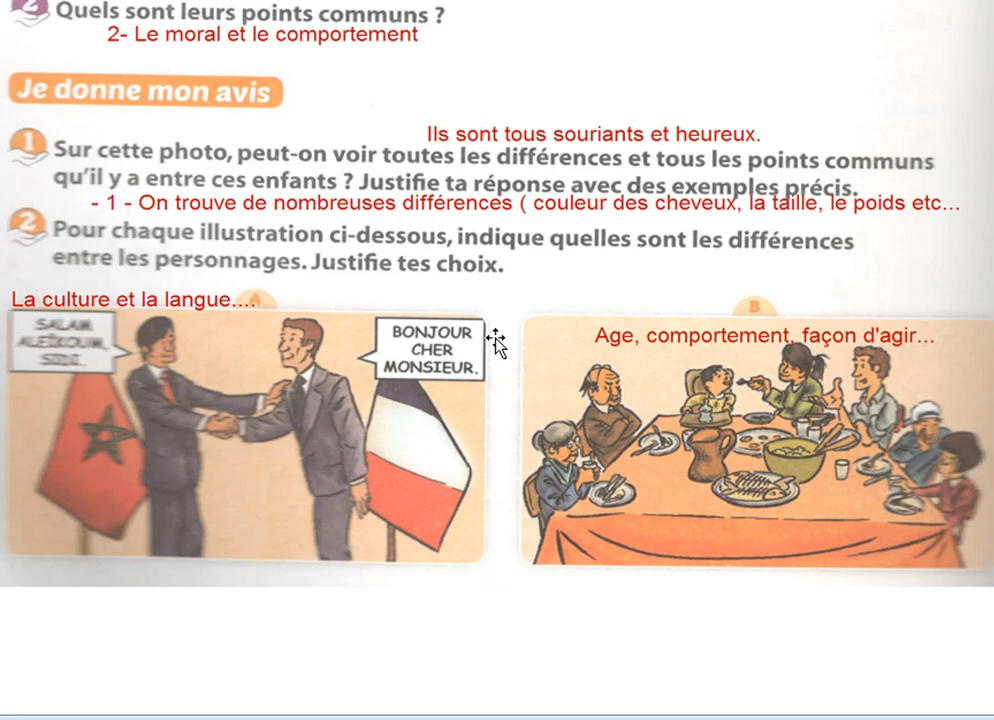 2 Quels sont leurs points communs ?
2- Le moral et le comportement
Je donne mon avis
Ils sont tous souriants et heureux.
1 Sur cette photo, peut-on voir toutes les différences et tous les points communs
qu'il y a entre ces enfants ? Justifie ta réponse avec des exemples précis.
- 1 - On trouve de nombreuses différences ( couleur des cheveux, la taille, le poids etc...
2 Pour chaque illustration ci-dessous, indique quelles sont les différences
entre les personnages. Justifie tes choix.
La culture et la langue....
A
B
SALAM
ALEÏKOUM,
SIDI.
BONJOUR
CHER
MONSIEUR.
Age, comportement, façon d'agir...